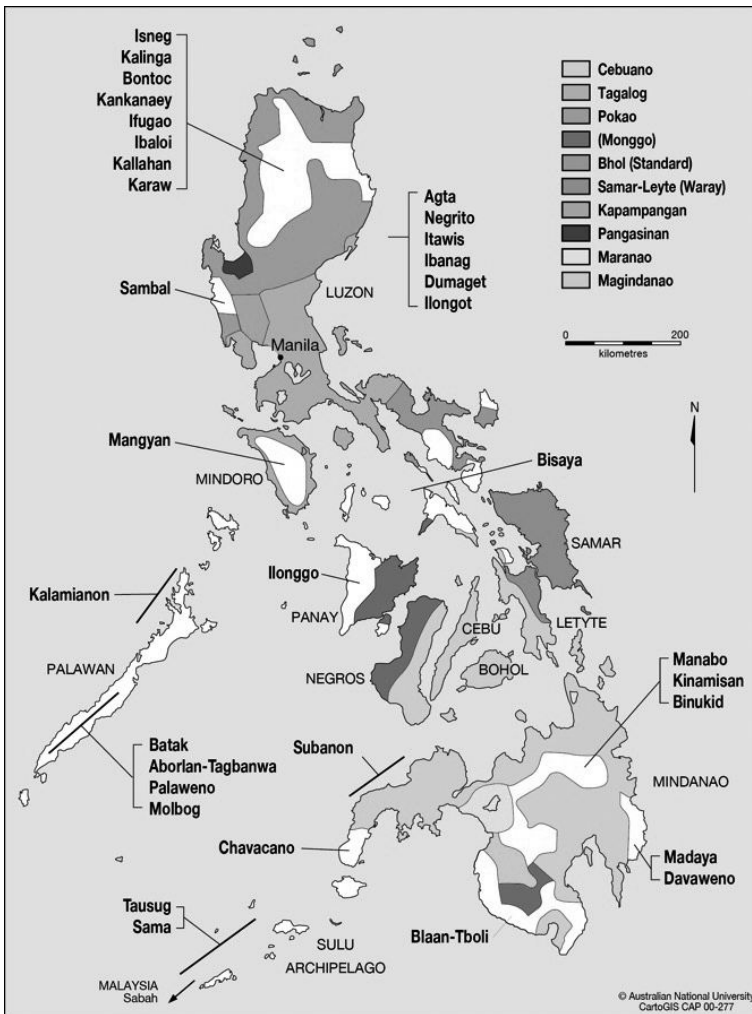 Isneg
Kalinga
Bontoc
Kankanaey
Ifugao
Ibaloi
Kallahan
Karaw
Cebuano
Tagalog
Pokao
(Monggo)
Bhol (Standard)
Samar-Leyte (Waray)
Kapampangan
Pangasinan
Maranao
Magindanao
Agta
Negrito
Itawis
Ibanag
Dumaget
Ilongot
Sambal
LUZON
Manila
0 200
kilometres
N
Mangyan
MINDORO
Bisaya
SAMAR
Kalamianon
Ilonggo
PANAY
CEBU
LETYTE
PALAWAN
NEGROS
BOHOL
Manabo
Kinamisan
Binukid
Batak
Aborlan-Tagbanwa
Palaweno
Molbog
Subanon
MINDANAO
Chavacano
Madaya
Davaweno
Tausug
Sama
Blaan-Tboli
SULU
ARCHIPELAGO
MALAYSIA
Sabah
© Australian National University
CartoGIS CAP 00-277